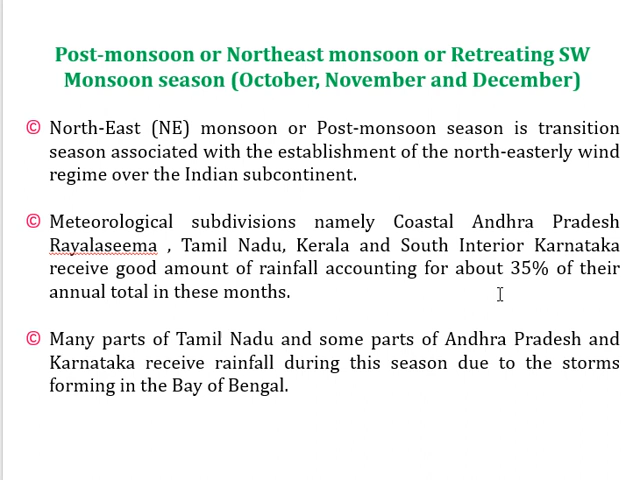 Post-monsoon or Northeast monsoon or Retreating SW
Monsoon season (October, November and December)
© North-East (NE) monsoon or Post-monsoon season is transition
season associated with the establishment of the north-easterly wind
regime over the Indian subcontinent.
© Meteorological subdivisions namely Coastal Andhra Pradesh
Rayalaseema , Tamil Nadu, Kerala and South Interior Karnataka
receive good amount of rainfall accounting for about 35% of their
annual total in these months.
© Many parts of Tamil Nadu and some parts of Andhra Pradesh and
Karnataka receive rainfall during this season due to the storms
forming in the Bay of Bengal.